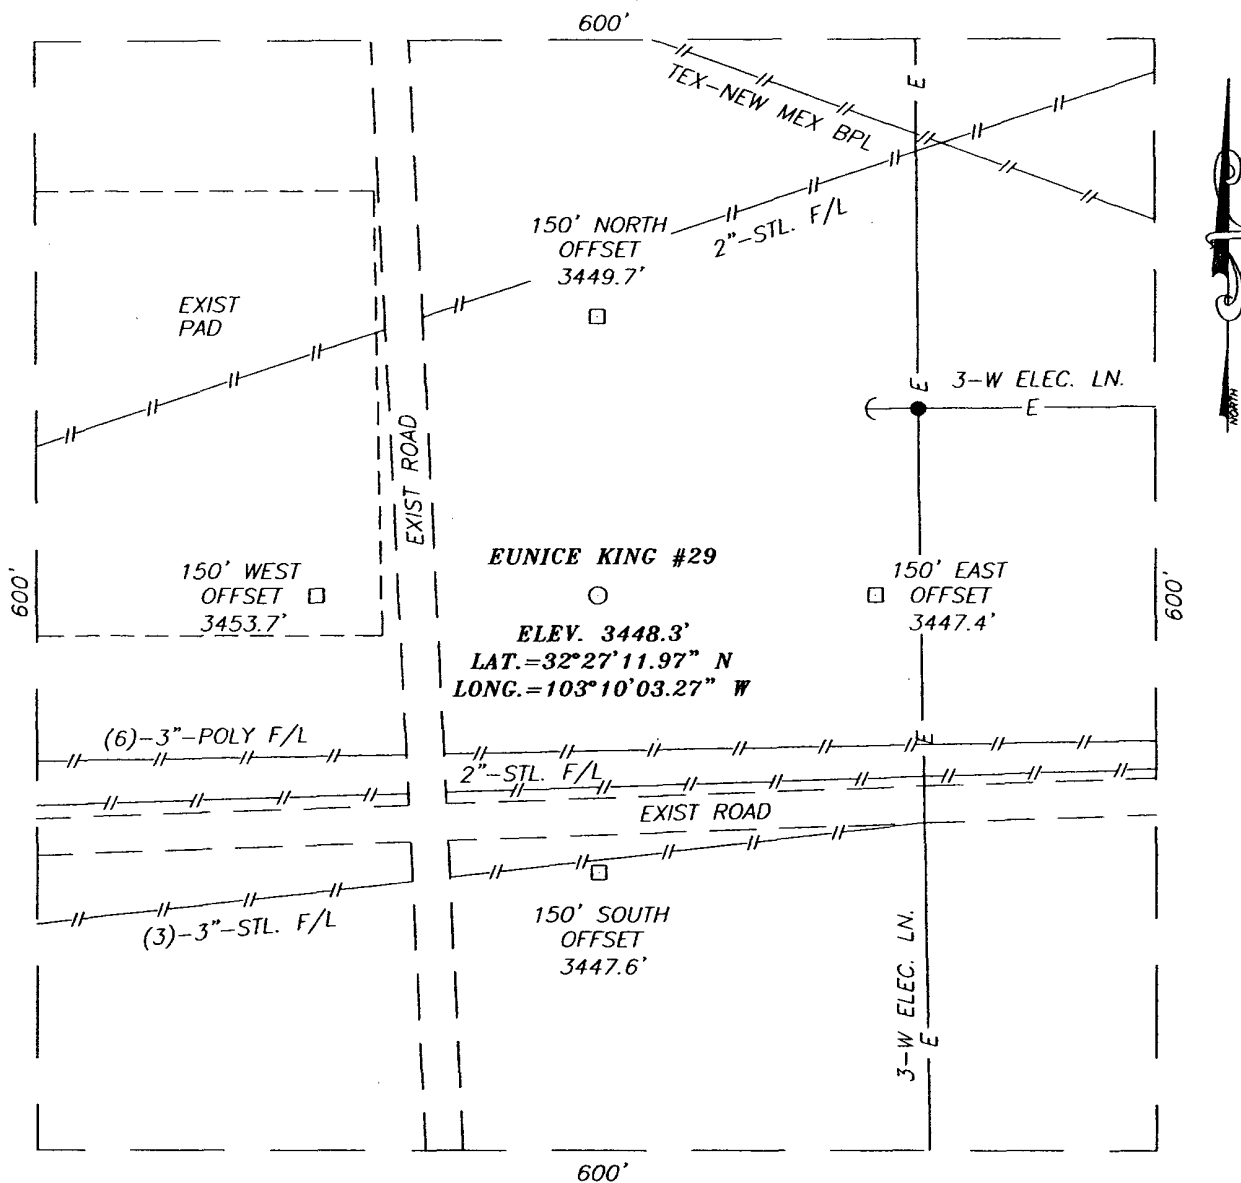 600'
TEX-NEW MEX BPL
E
2"-STL. F/L
150' NORTH
OFFSET
3449.7'
EXIST
PAD
E
3-W ELEC. LN.
E
NORTH
EXIST ROAD
600'
150' WEST
OFFSET
3453.7'
EUNICE KING #29
ELEV. 3448.3'
LAT.=32°27'11.97" N
LONG.=103°10'03.27" W
150' EAST
OFFSET
3447.4'
600'
(6)-3"-POLY F/L
E
2"-STL. F/L
EXIST ROAD
(3)-3"-STL. F/L
150' SOUTH
OFFSET
3447.6'
3-W ELEC. LN.
E
600'